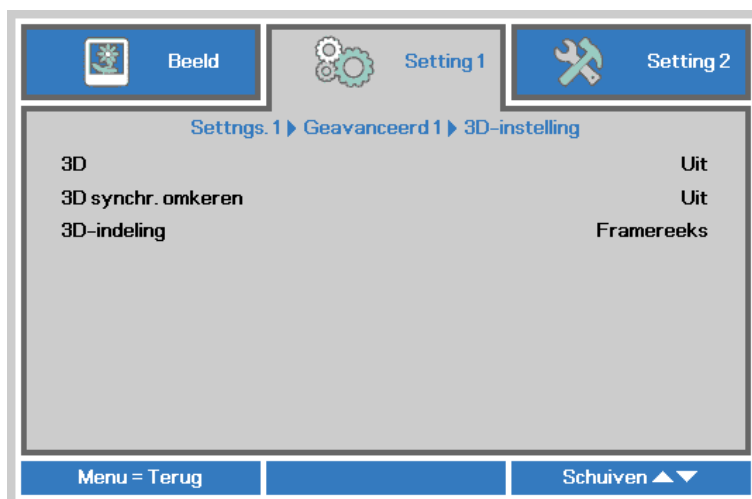 Beeld Setting 1 Setting 2
Settngs. 1 ▶ Geavanceerd 1 ▶ 3D-instelling
3D Uit
3D synchr. omkeren Uit
3D-indeling Framereeks
Menu = Terug Schuiven ▲▼